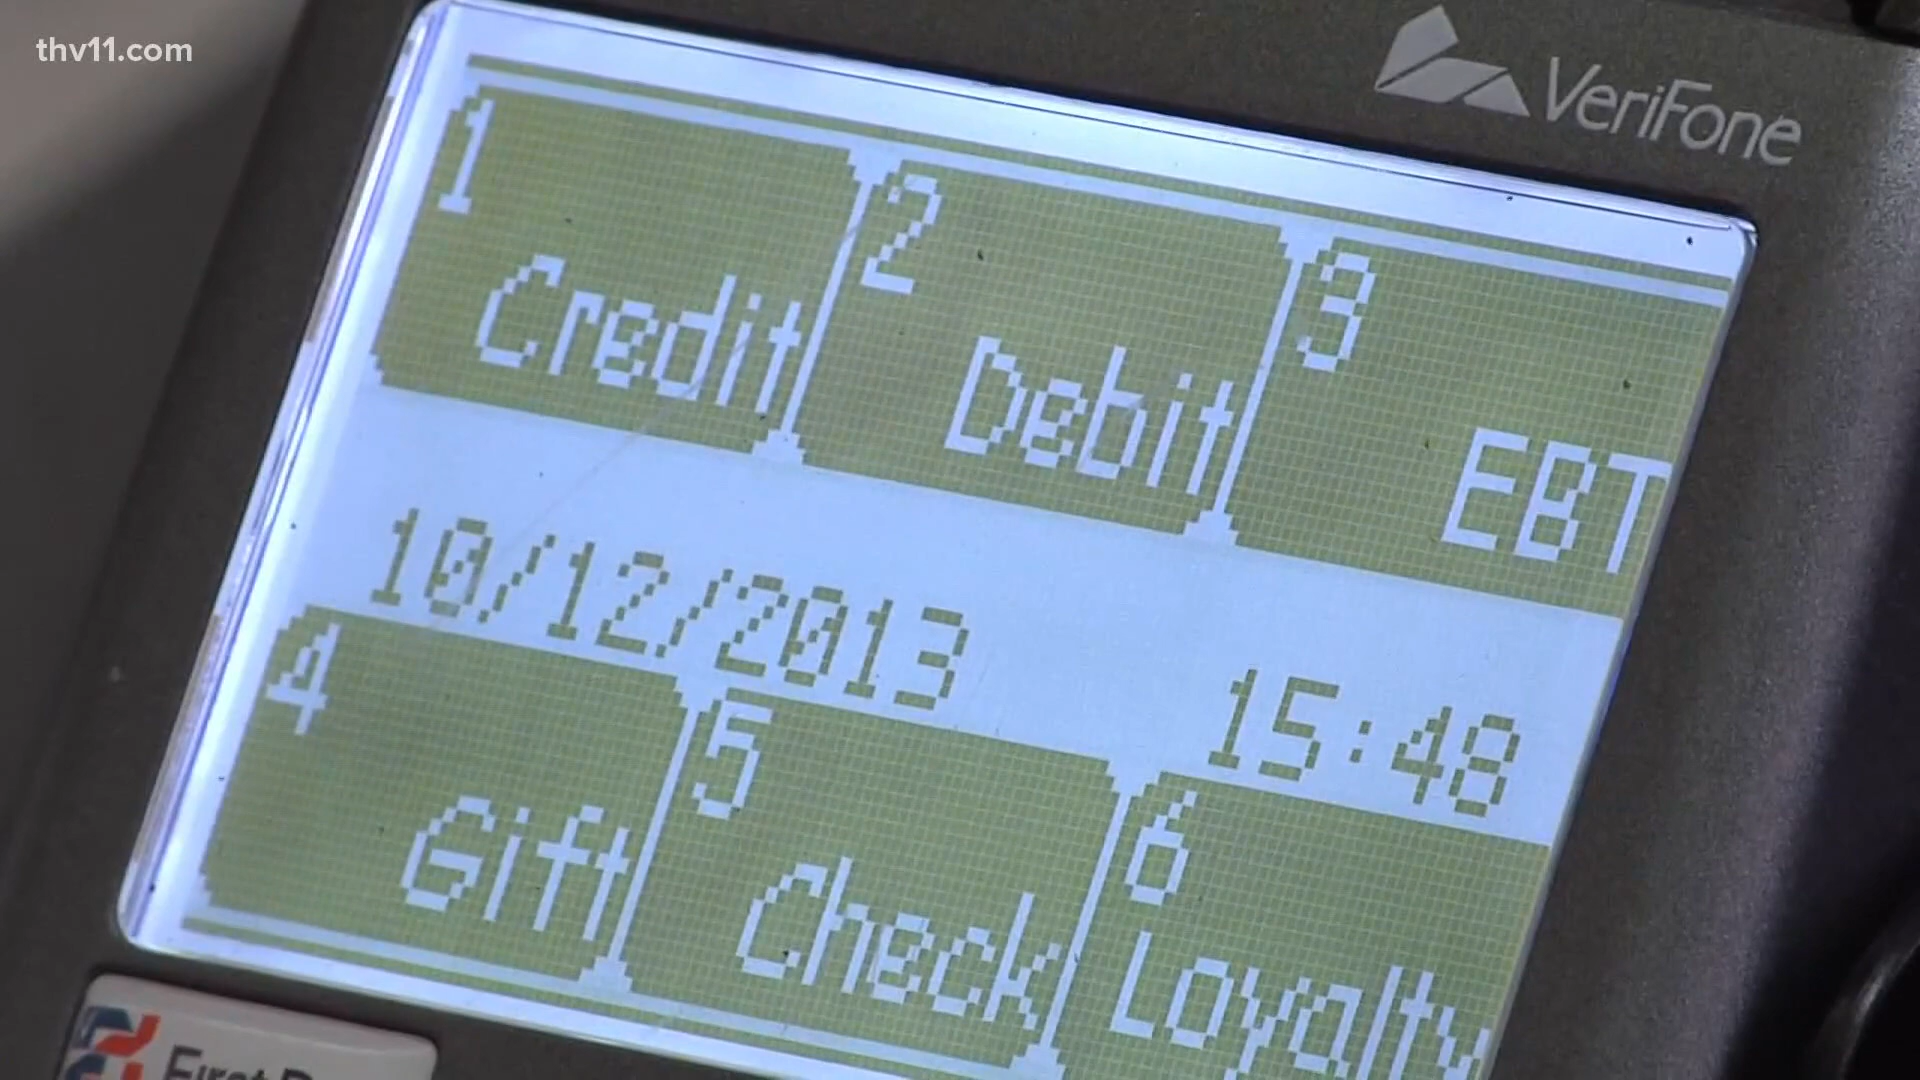 thv11.com
VeriFone
1 Credit
2 Debit
3 EBT
10/12/2013 15:48
4 Gift
5 Check
6 Loyalty
First